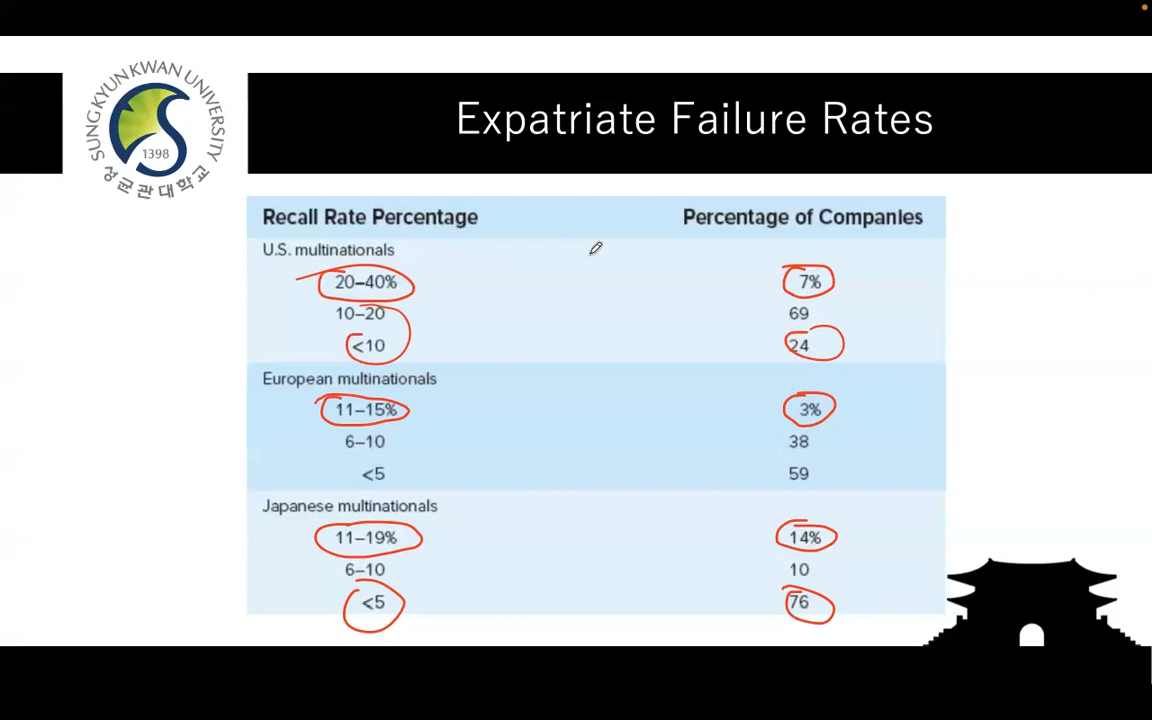 SUNGKYUNKWAN UNIVERSITY
1398
성균관대학교
Expatriate Failure Rates
Recall Rate Percentage Percentage of Companies
U.S. multinationals
20–40% 7%
10–20 69
<10 24
European multinationals
11–15% 3%
6–10 38
<5 59
Japanese multinationals
11–19% 14%
6–10 10
<5 76